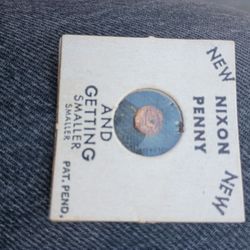 NEW
NIXON
PENNY
NEW
AND
GETTING
SMALLER
SMALLER
PAT. PEND.